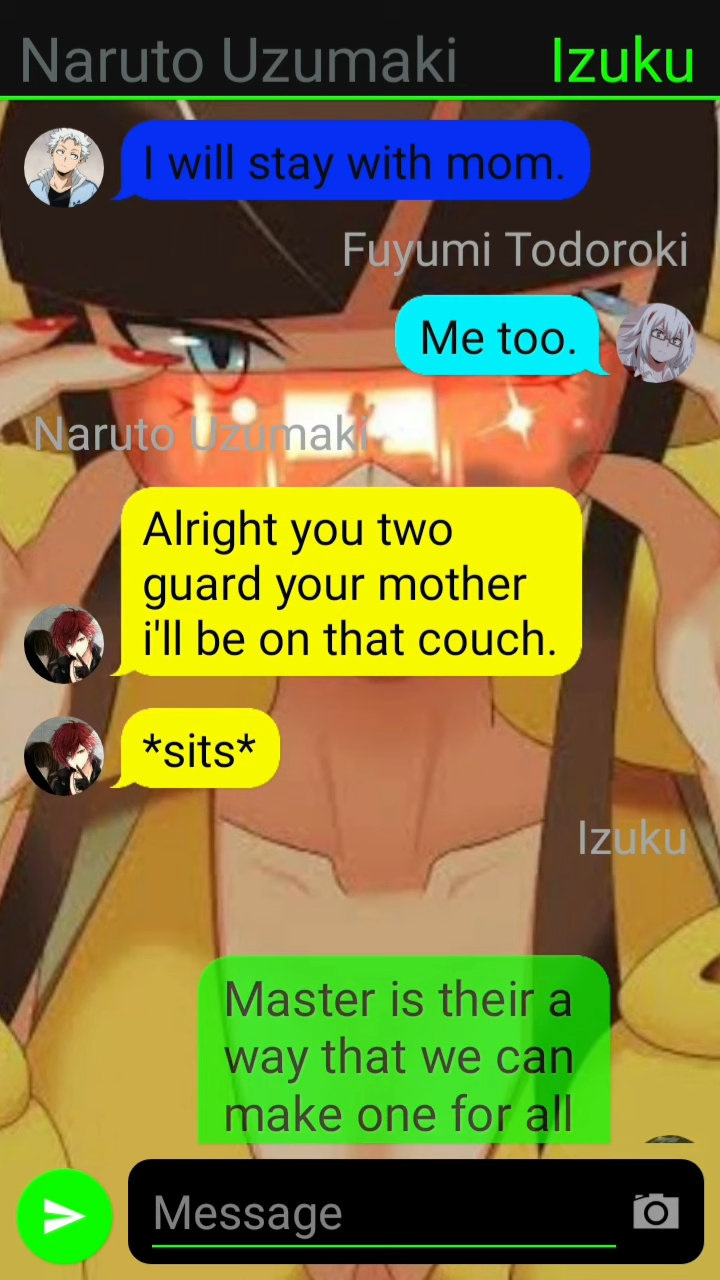 Naruto Uzumaki Izuku
I will stay with mom.
Fuyumi Todoroki
Me too.
Naruto Uzumaki
Alright you two
guard your mother
i'll be on that couch.
*sits*
Izuku
Master is their a
way that we can
make one for all
Message